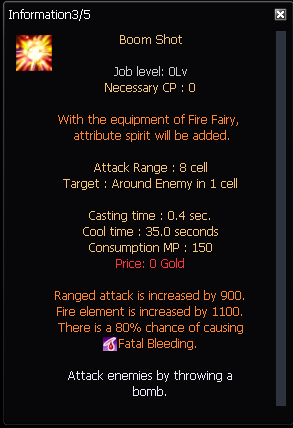 Information3/5
Boom Shot
Job level: 0Lv
Necessary CP : 0
With the equipment of Fire Fairy,
attribute spirit will be added.
Attack Range : 8 cell
Target : Around Enemy in 1 cell
Casting time : 0.4 sec.
Cool time : 35.0 seconds
Consumption MP : 150
Price: 0 Gold
Ranged attack is increased by 900.
Fire element is increased by 1100.
There is a 80% chance of causing
Fatal Bleeding.
Attack enemies by throwing a
bomb.